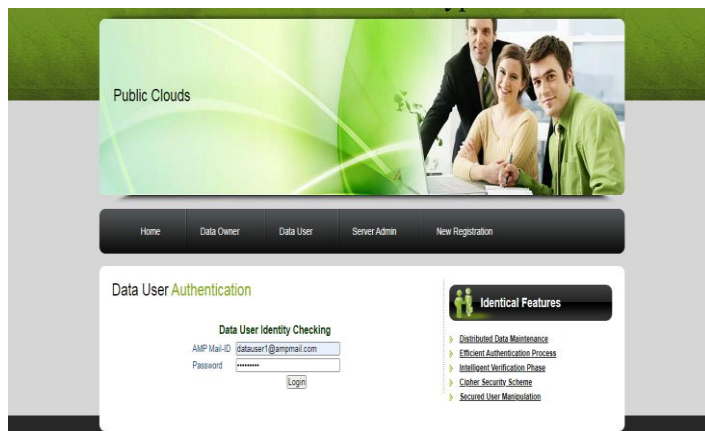 Public Clouds
Home Data Owner Data User Server Admin New Registration
Data User Authentication
Data User Identity Checking
AMP Mail-ID datauser1@ampmail.com
Password •••••••••
Login
Identical Features
Distributed Data Maintenance
Efficient Authentication Process
Intelligent Verification Phase
Cipher Security Scheme
Secured User Manipulation